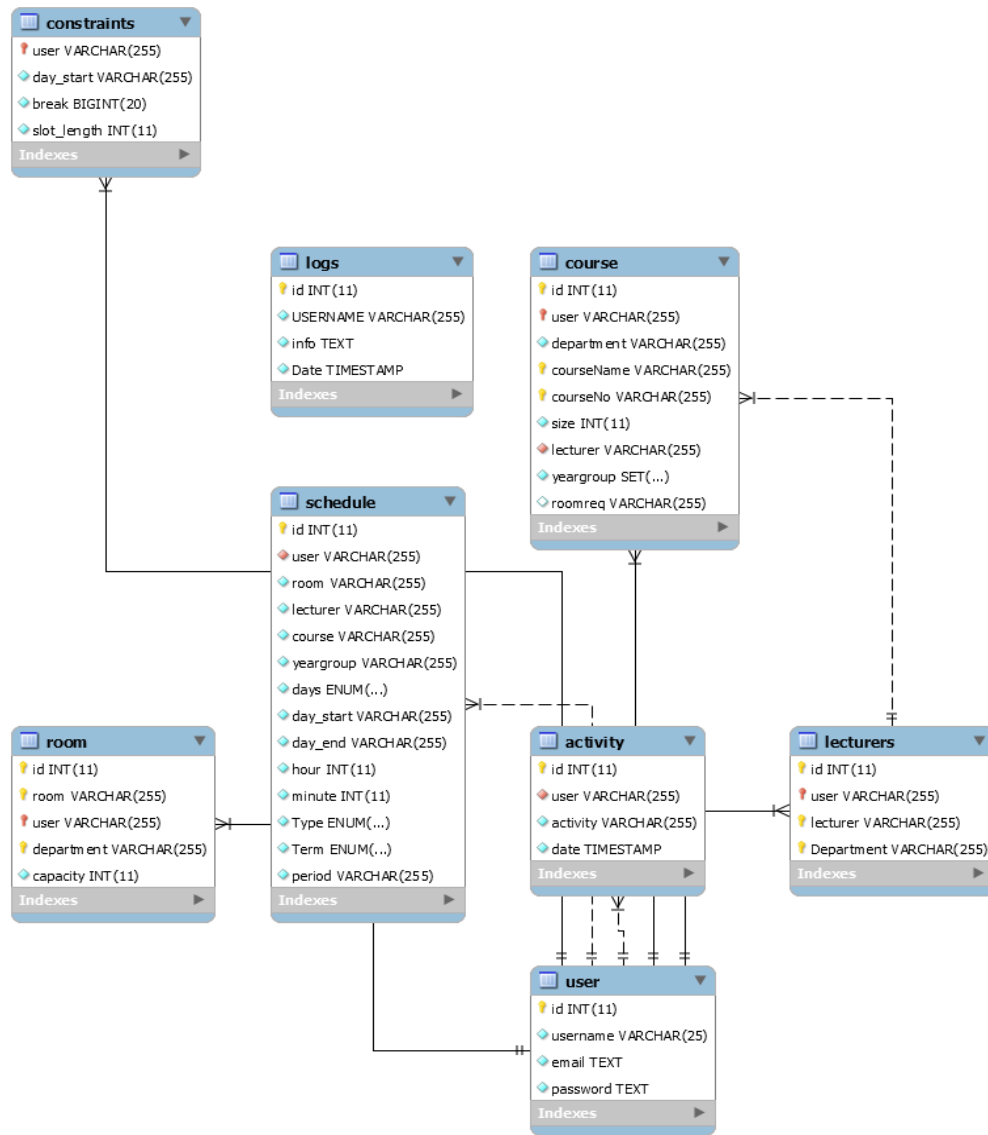 constraints
user VARCHAR(255)
day_start VARCHAR(255)
break BIGINT(20)
slot_length INT(11)
Indexes
logs
id INT(11)
USERNAME VARCHAR(255)
info TEXT
Date TIMESTAMP
Indexes
course
id INT(11)
user VARCHAR(255)
department VARCHAR(255)
courseName VARCHAR(255)
courseNo VARCHAR(255)
size INT(11)
lecturer VARCHAR(255)
yeargroup SET(...)
roomreq VARCHAR(255)
Indexes
schedule
id INT(11)
user VARCHAR(255)
room VARCHAR(255)
lecturer VARCHAR(255)
course VARCHAR(255)
yeargroup VARCHAR(255)
days ENUM(...)
day_start VARCHAR(255)
day_end VARCHAR(255)
hour INT(11)
minute INT(11)
Type ENUM(...)
Term ENUM(...)
period VARCHAR(255)
Indexes
room
id INT(11)
room VARCHAR(255)
user VARCHAR(255)
department VARCHAR(255)
capacity INT(11)
Indexes
activity
id INT(11)
user VARCHAR(255)
activity VARCHAR(255)
date TIMESTAMP
Indexes
lecturers
id INT(11)
user VARCHAR(255)
lecturer VARCHAR(255)
Department VARCHAR(255)
Indexes
user
id INT(11)
username VARCHAR(25)
email TEXT
password TEXT
Indexes